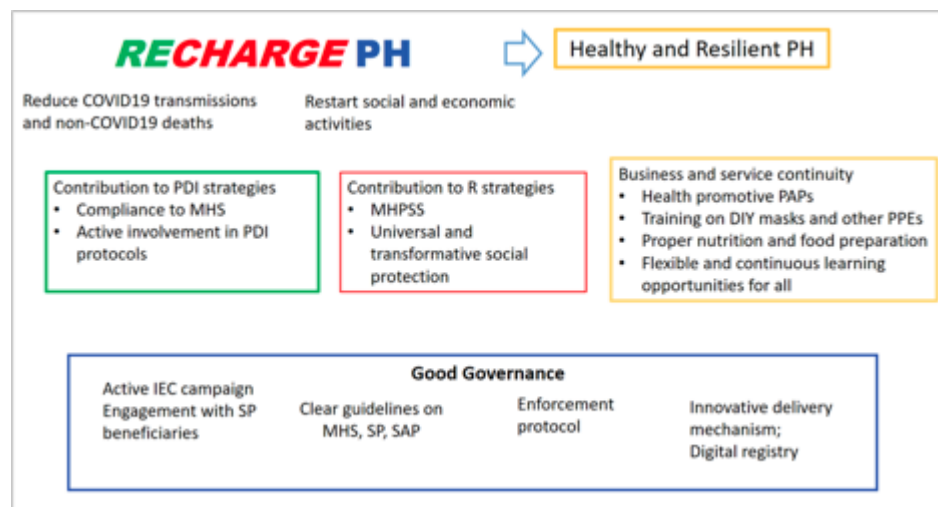 RECHARGE PH
Healthy and Resilient PH
Reduce COVID19 transmissions
and non-COVID19 deaths
Restart social and economic
activities
Contribution to PDI strategies
• Compliance to MHS
• Active involvement in PDI
protocols
Contribution to R strategies
• MHPSS
• Universal and
transformative social
protection
Business and service continuity
• Health promotive PAPs
• Training on DIY masks and other PPEs
• Proper nutrition and food preparation
• Flexible and continuous learning
opportunities for all
Good Governance
Active IEC campaign
Engagement with SP
beneficiaries
Clear guidelines on
MHS, SP, SAP
Enforcement
protocol
Innovative delivery
mechanism;
Digital registry